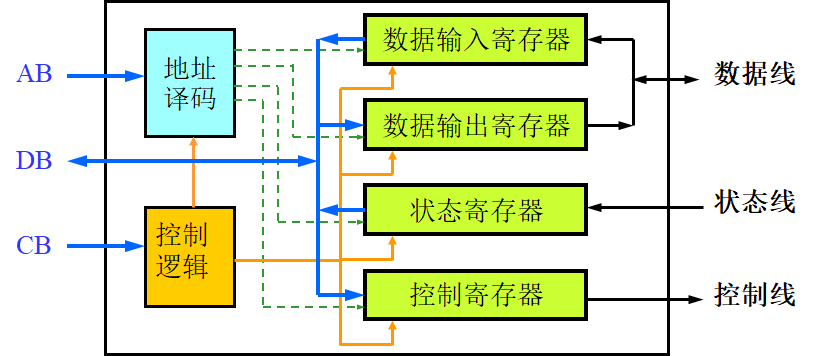 AB
DB
CB
地址
译码
控制
逻辑
数据输入寄存器
数据输出寄存器
状态寄存器
控制寄存器
数据线
状态线
控制线